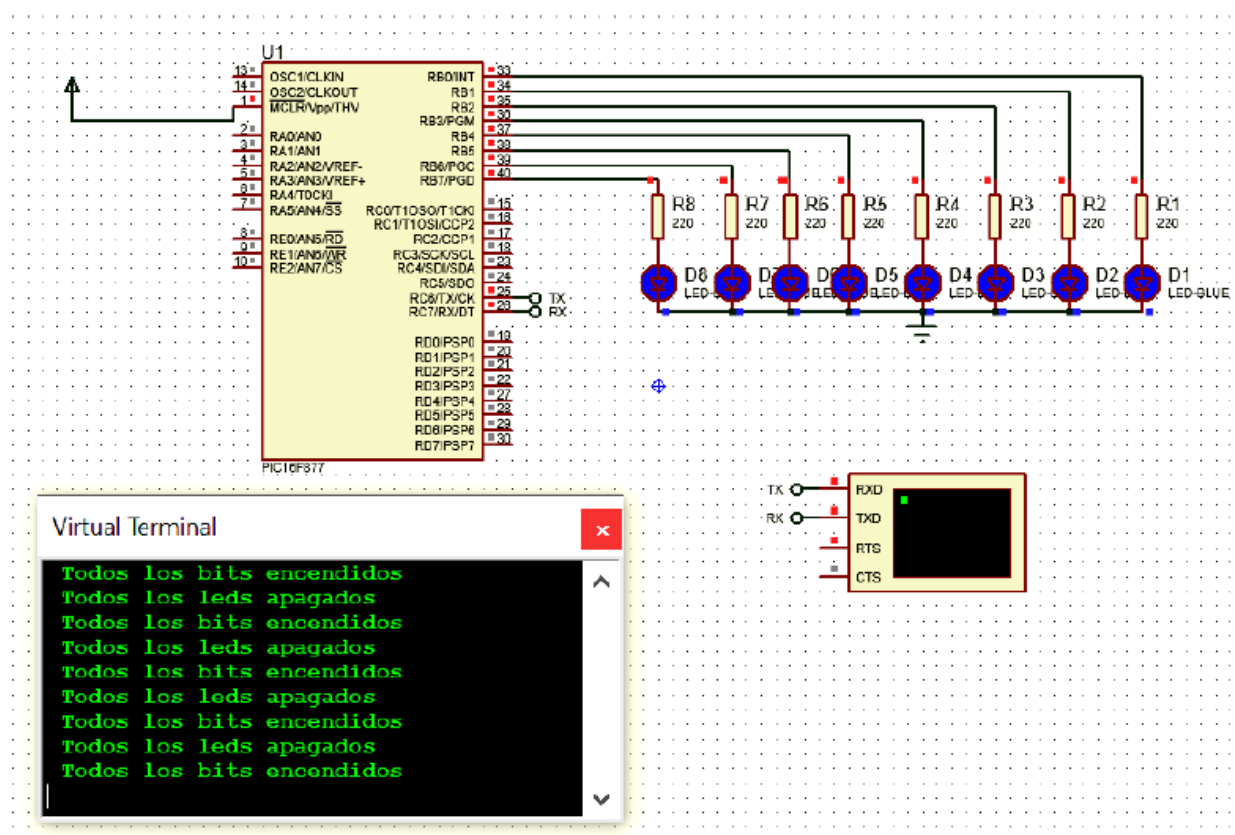 U1
13 OSC1/CLKIN RB0/INT 33
14 OSC2/CLKOUT RB1 34
1 MCLR/Vpp/THV RB2 35
RB3/PGM 36
2 RA0/AN0 RB4 37
3 RA1/AN1 RB5 38
4 RA2/AN2/VREF- RB6/PGC 39
5 RA3/AN3/VREF+ RB7/PGD 40
6 RA4/T0CKI
7 RA5/AN4/SS RC0/T1OSO/T1CKI 15
RC1/T1OSI/CCP2 16
8 RE0/AN5/RD RC2/CCP1 17
9 RE1/AN6/WR RC3/SCK/SCL 18
10 RE2/AN7/CS RC4/SDI/SDA 23
RC5/SDO 24
RC6/TX/CK 25 TX
RC7/RX/DT 26 RX
RD0/PSP0 19
RD1/PSP1 20
RD2/PSP2 21
RD3/PSP3 22
RD4/PSP4 27
RD5/PSP5 28
RD6/PSP6 29
RD7/PSP7 30
PIC16F877
R8 R7 R6 R5 R4 R3 R2 R1
220 220 220 220 220 220 220 220
D8 D5 D4 D3 D2 D1
LED-BLUE
TX RXD
RX TXD
RTS
CTS
Virtual Terminal
Todos los bits encendidos
Todos los leds apagados
Todos los bits encendidos
Todos los leds apagados
Todos los bits encendidos
Todos los leds apagados
Todos los bits encendidos
Todos los leds apagados
Todos los bits encendidos